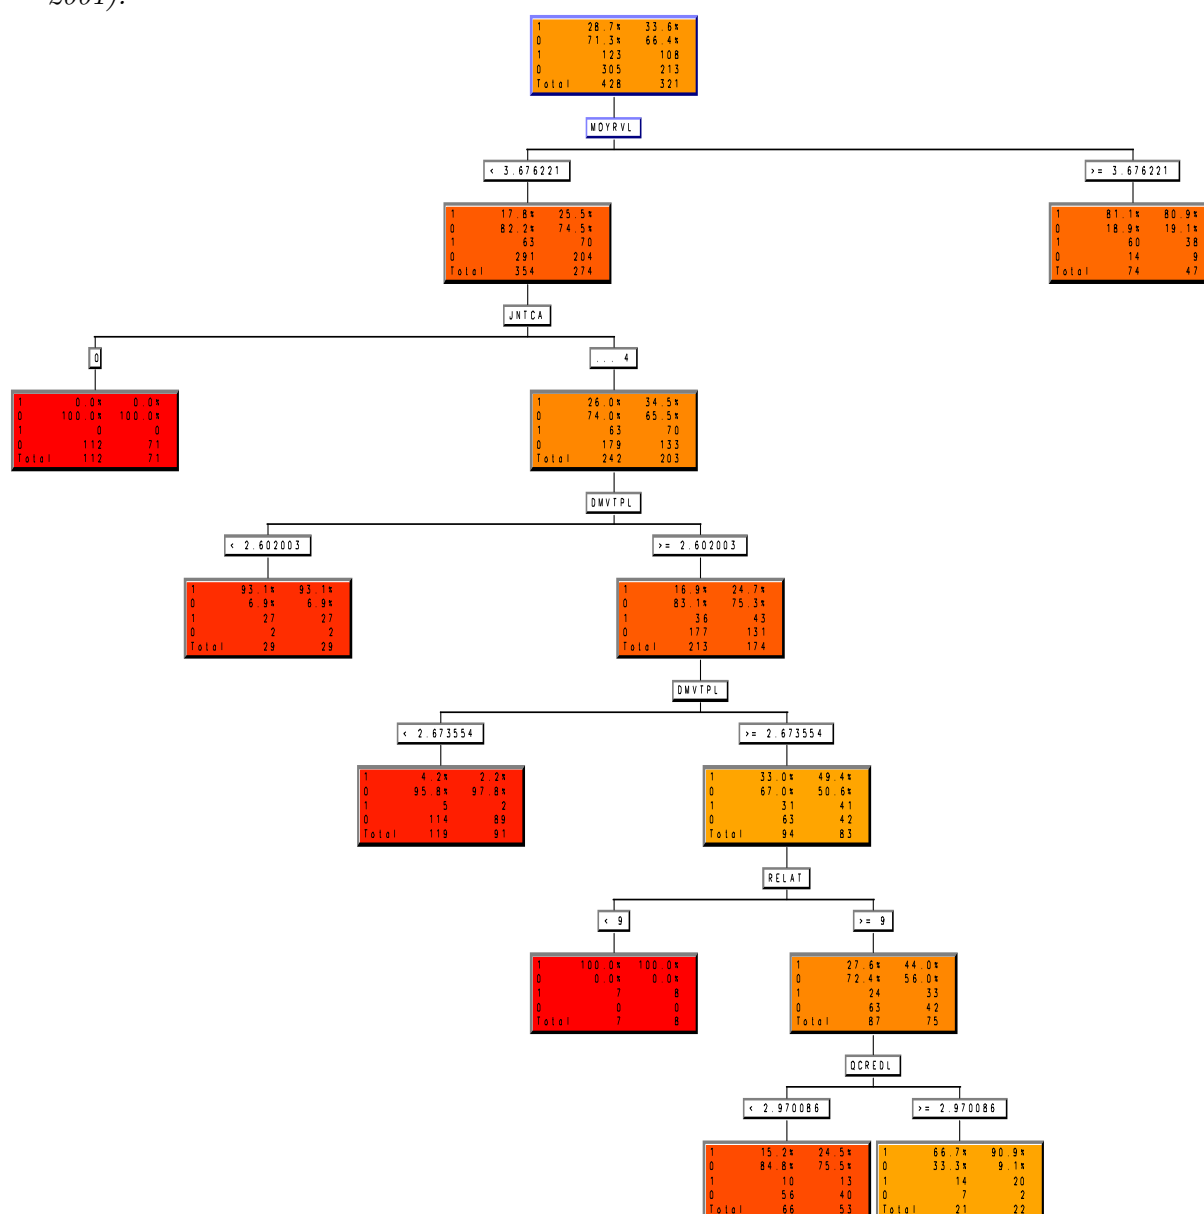 2001).
1 28.7% 33.6%
0 71.3% 66.4%
1 123 108
0 305 213
Total 428 321
MOYRVL
< 3.676221
>= 3.676221
1 17.8% 25.5%
0 82.2% 74.5%
1 63 70
0 291 204
Total 354 274
1 81.1% 80.9%
0 18.9% 19.1%
1 60 38
0 14 9
Total 74 47
JNTCA
0
... 4
1 0.0% 0.0%
0 100.0% 100.0%
1 0 0
0 112 71
Total 112 71
1 26.0% 34.5%
0 74.0% 65.5%
1 63 70
0 179 133
Total 242 203
DMVTPL
< 2.602003
>= 2.602003
1 93.1% 93.1%
0 6.9% 6.9%
1 27 27
0 2 2
Total 29 29
1 16.9% 24.7%
0 83.1% 75.3%
1 36 43
0 177 131
Total 213 174
DMVTPL
< 2.673554
>= 2.673554
1 4.2% 2.2%
0 95.8% 97.8%
1 5 2
0 114 89
Total 119 91
1 33.0% 49.4%
0 67.0% 50.6%
1 31 41
0 63 42
Total 94 83
RELAT
< 9
>= 9
1 100.0% 100.0%
0 0.0% 0.0%
1 7 8
0 0 0
Total 7 8
1 27.6% 44.0%
0 72.4% 56.0%
1 24 33
0 63 42
Total 87 75
QCREDL
< 2.970086
>= 2.970086
1 15.2% 24.5%
0 84.8% 75.5%
1 10 13
0 56 40
Total 66 53
1 66.7% 90.9%
0 33.3% 9.1%
1 14 20
0 7 2
Total 21 22